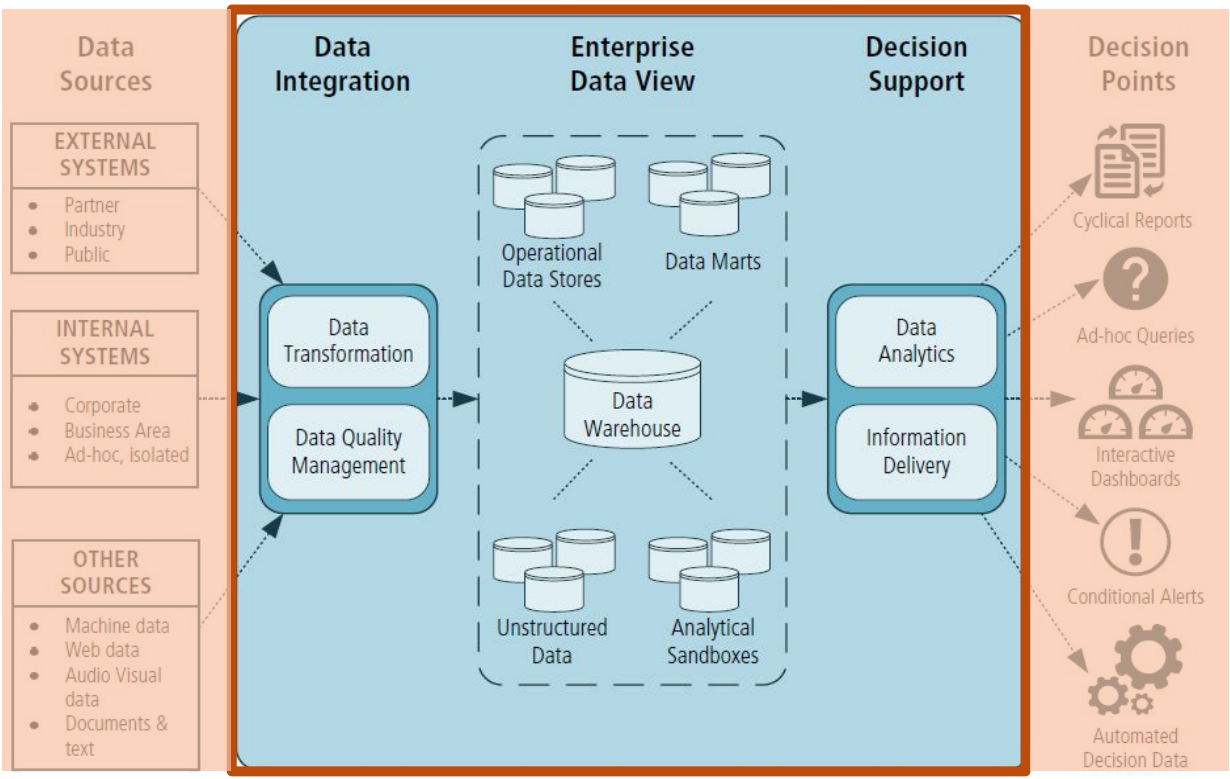 Data
Sources
EXTERNAL
SYSTEMS
• Partner
• Industry
• Public
INTERNAL
SYSTEMS
• Corporate
• Business Area
• Ad-hoc, isolated
OTHER
SOURCES
• Machine data
• Web data
• Audio Visual
data
• Documents &
text
Data
Integration
Data
Transformation
Data Quality
Management
Enterprise
Data View
Operational
Data Stores
Data Marts
Data
Warehouse
Unstructured
Data
Analytical
Sandboxes
Decision
Support
Data
Analytics
Information
Delivery
Decision
Points
Cyclical Reports
?
Ad-hoc Queries
Interactive
Dashboards
!
Conditional Alerts
Automated
Decision Data